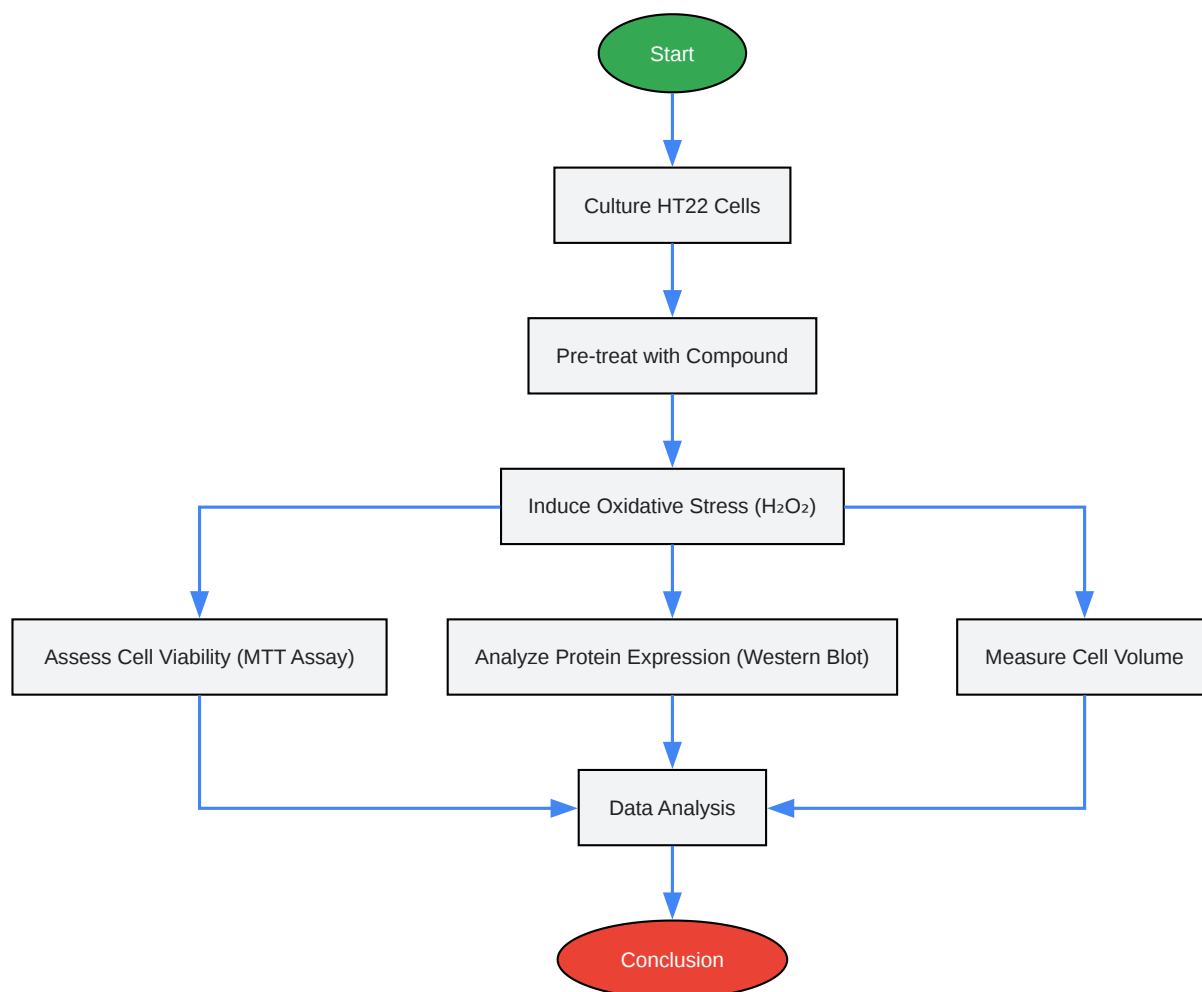 Start
Culture HT22 Cells
Pre-treat with Compound
Induce Oxidative Stress (H₂O₂)
Assess Cell Viability (MTT Assay)
Analyze Protein Expression (Western Blot)
Measure Cell Volume
Data Analysis
Conclusion